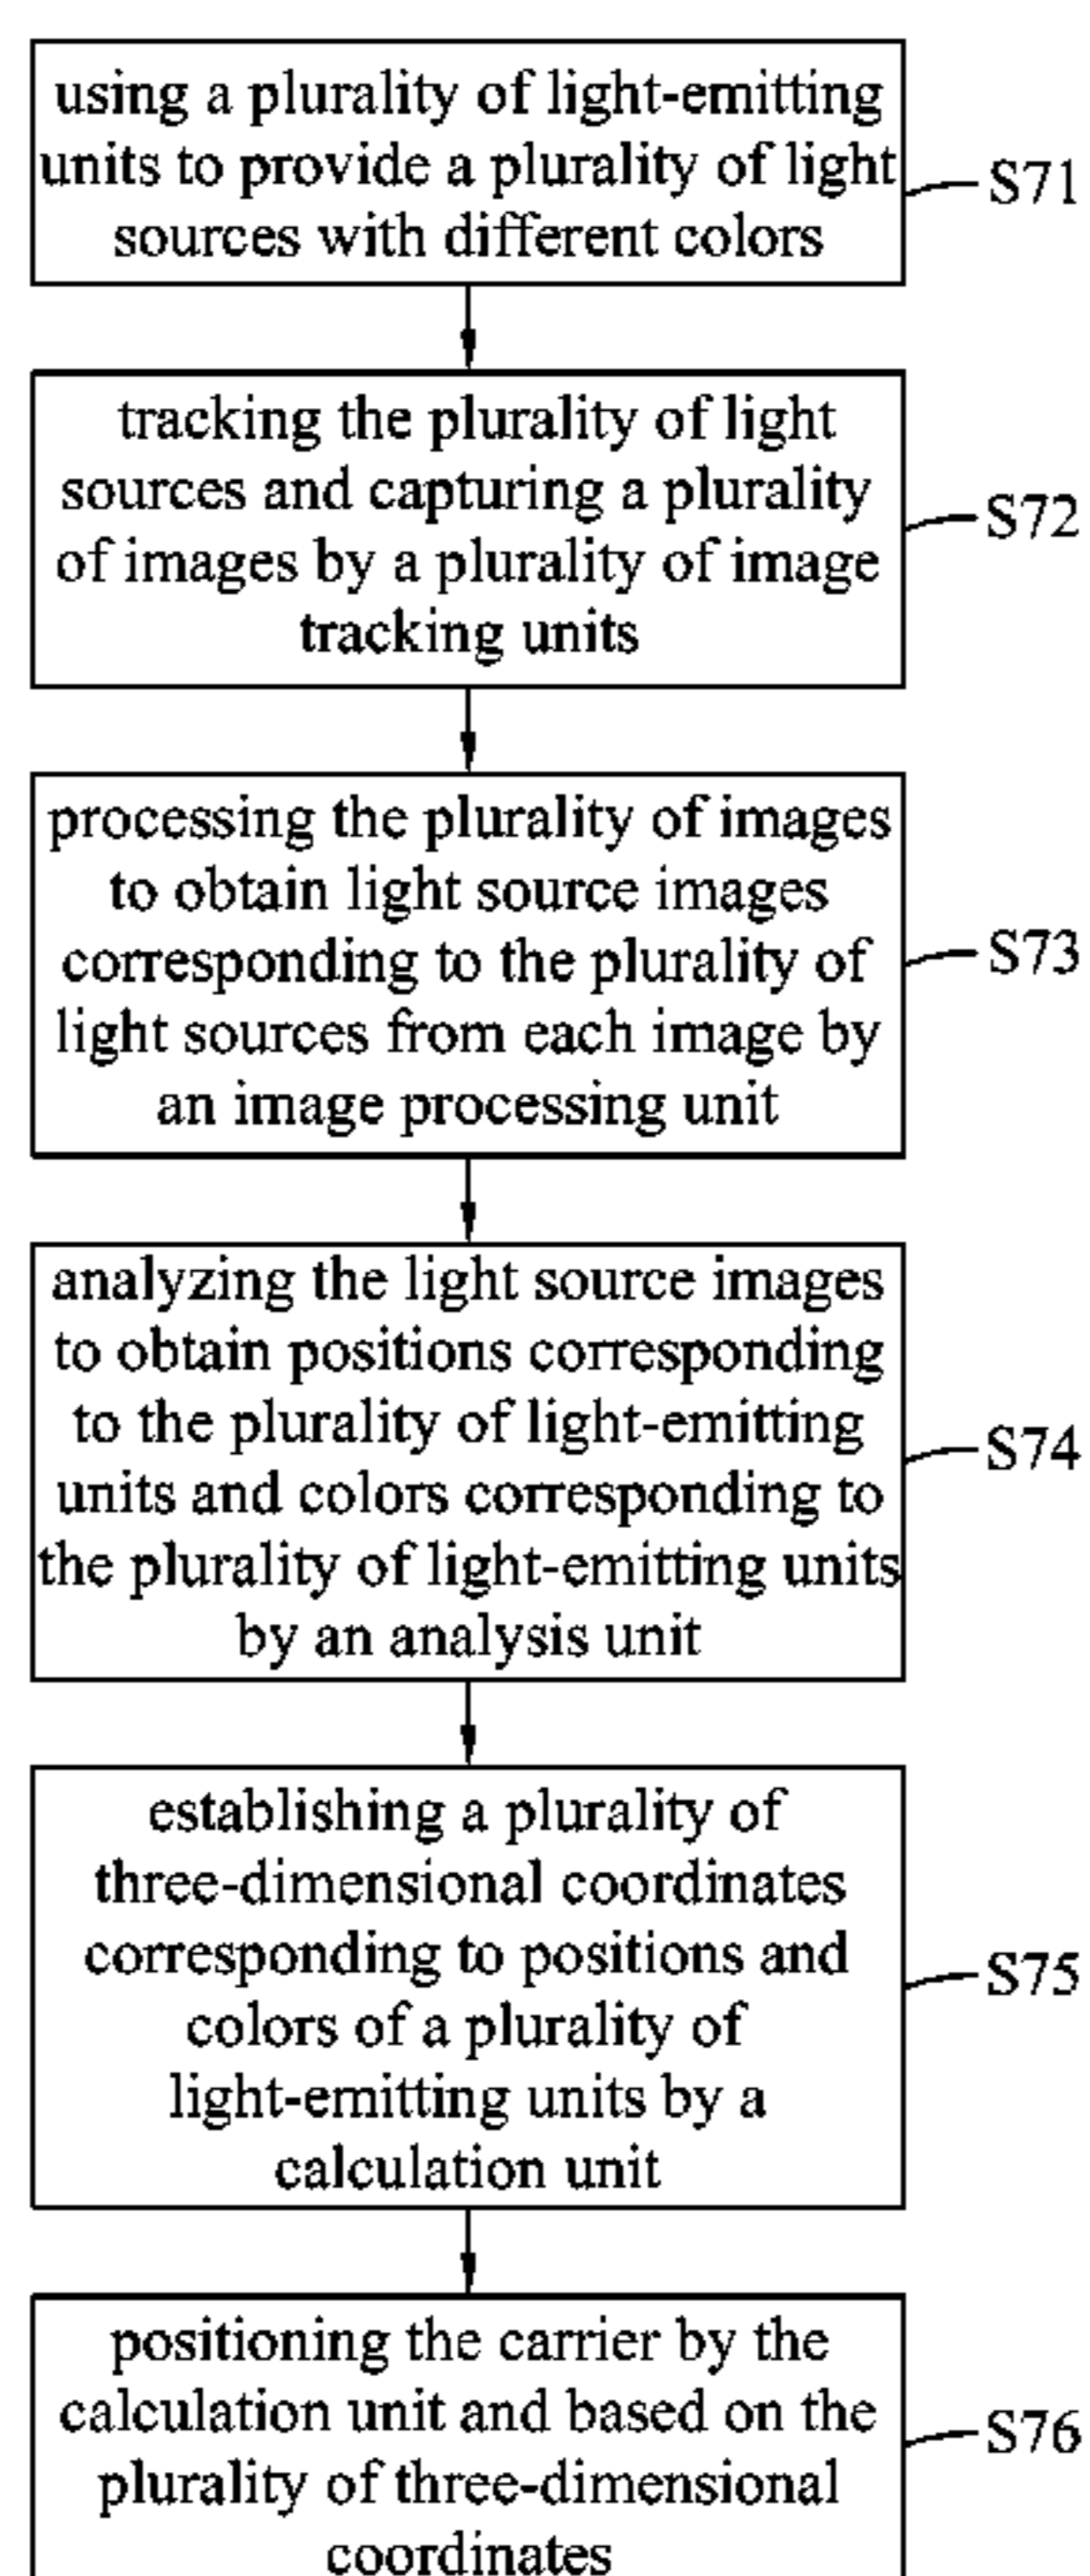 using a plurality of light-emitting
units to provide a plurality of light
sources with different colors
S71
tracking the plurality of light
sources and capturing a plurality
of images by a plurality of image
tracking units
S72
processing the plurality of images
to obtain light source images
corresponding to the plurality of
light sources from each image by
an image processing unit
S73
analyzing the light source images
to obtain positions corresponding
to the plurality of light-emitting
units and colors corresponding to
the plurality of light-emitting units
by an analysis unit
S74
establishing a plurality of
three-dimensional coordinates
corresponding to positions and
colors of a plurality of
light-emitting units by a
calculation unit
S75
positioning the carrier by the
calculation unit and based on the
plurality of three-dimensional
coordinates
S76